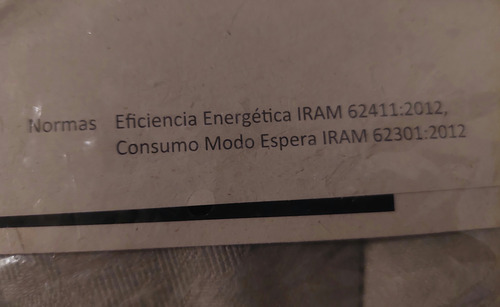 Normas Eficiencia Energética IRAM 62411:2012,
Consumo Modo Espera IRAM 62301:2012